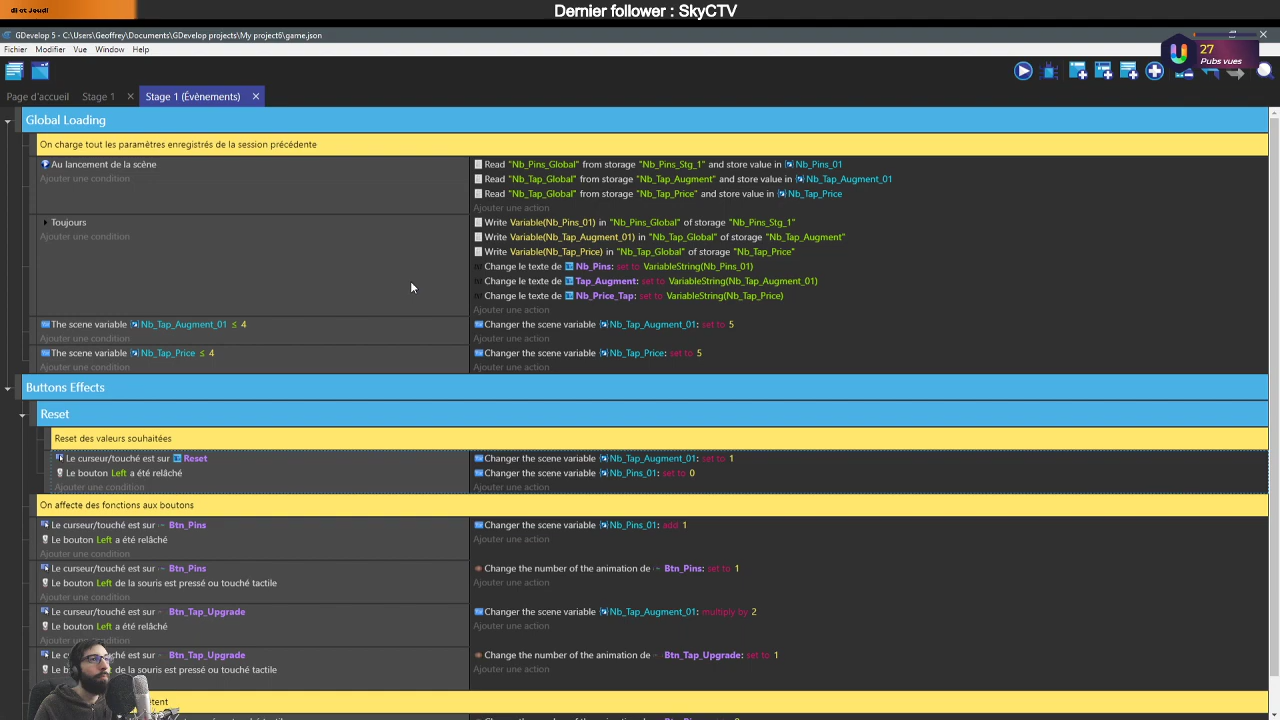 di et Jeudi
Dernier follower : SkyCTV
GDevelop 5 - C:\Users\Geoffrey\Documents\GDevelop projects\My project6\game.json
27
Pubs vues
Fichier Modifier Vue Window Help
Page d'accueil Stage 1 Stage 1 (Évènements)
Global Loading
On charge tout les paramètres enregistrés de la session précédente
Au lancement de la scène
Ajouter une condition
Read "Nb_Pins_Global" from storage "Nb_Pins_Stg_1" and store value in Nb_Pins_01
Read "Nb_Tap_Global" from storage "Nb_Tap_Augment" and store value in Nb_Tap_Augment_01
Read "Nb_Tap_Global" from storage "Nb_Tap_Price" and store value in Nb_Tap_Price
Ajouter une action
Toujours
Ajouter une condition
Write Variable(Nb_Pins_01) in "Nb_Pins_Global" of storage "Nb_Pins_Stg_1"
Write Variable(Nb_Tap_Augment_01) in "Nb_Tap_Global" of storage "Nb_Tap_Augment"
Write Variable(Nb_Tap_Price) in "Nb_Tap_Global" of storage "Nb_Tap_Price"
Change le texte de Nb_Pins: set to VariableString(Nb_Pins_01)
Change le texte de Tap_Augment: set to VariableString(Nb_Tap_Augment_01)
Change le texte de Nb_Price_Tap: set to VariableString(Nb_Tap_Price)
Ajouter une action
The scene variable Nb_Tap_Augment_01 ≤ 4
Ajouter une condition
Changer the scene variable Nb_Tap_Augment_01: set to 5
Ajouter une action
The scene variable Nb_Tap_Price ≤ 4
Ajouter une condition
Changer the scene variable Nb_Tap_Price: set to 5
Ajouter une action
Buttons Effects
Reset
Reset des valeurs souhaitées
Le curseur/touché est sur Reset
Le bouton Left a été relâché
Ajouter une condition
Changer the scene variable Nb_Tap_Augment_01: set to 1
Changer the scene variable Nb_Pins_01: set to 0
Ajouter une action
On affecte des fonctions aux boutons
Le curseur/touché est sur Btn_Pins
Le bouton Left a été relâché
Ajouter une condition
Changer the scene variable Nb_Pins_01: add 1
Ajouter une action
Le curseur/touché est sur Btn_Pins
Le bouton Left de la souris est pressé ou touché tactile
Ajouter une condition
Change the number of the animation de Btn_Pins: set to 1
Ajouter une action
Le curseur/touché est sur Btn_Tap_Upgrade
Le bouton Left a été relâché
Ajouter une condition
Changer the scene variable Nb_Tap_Augment_01: multiply by 2
Ajouter une action
Le curseur/touché est sur Btn_Tap_Upgrade
de la souris est pressé ou touché tactile
Change the number of the animation de Btn_Tap_Upgrade: set to 1
Ajouter une action